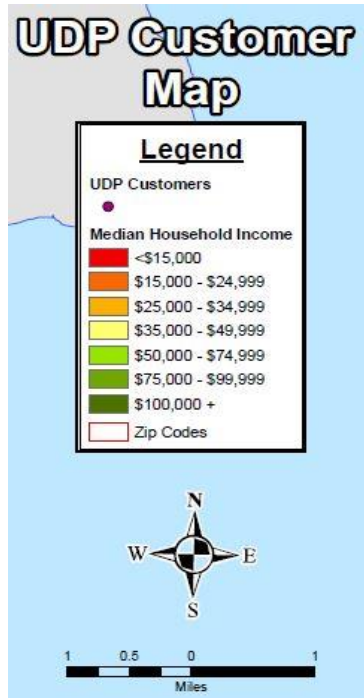 UDP Customer
Map
Legend
UDP Customers
Median Household Income
<$15,000
$15,000 - $24,999
$25,000 - $34,999
$35,000 - $49,999
$50,000 - $74,999
$75,000 - $99,999
$100,000 +
Zip Codes
N
W E
S
1 0.5 0 1
Miles